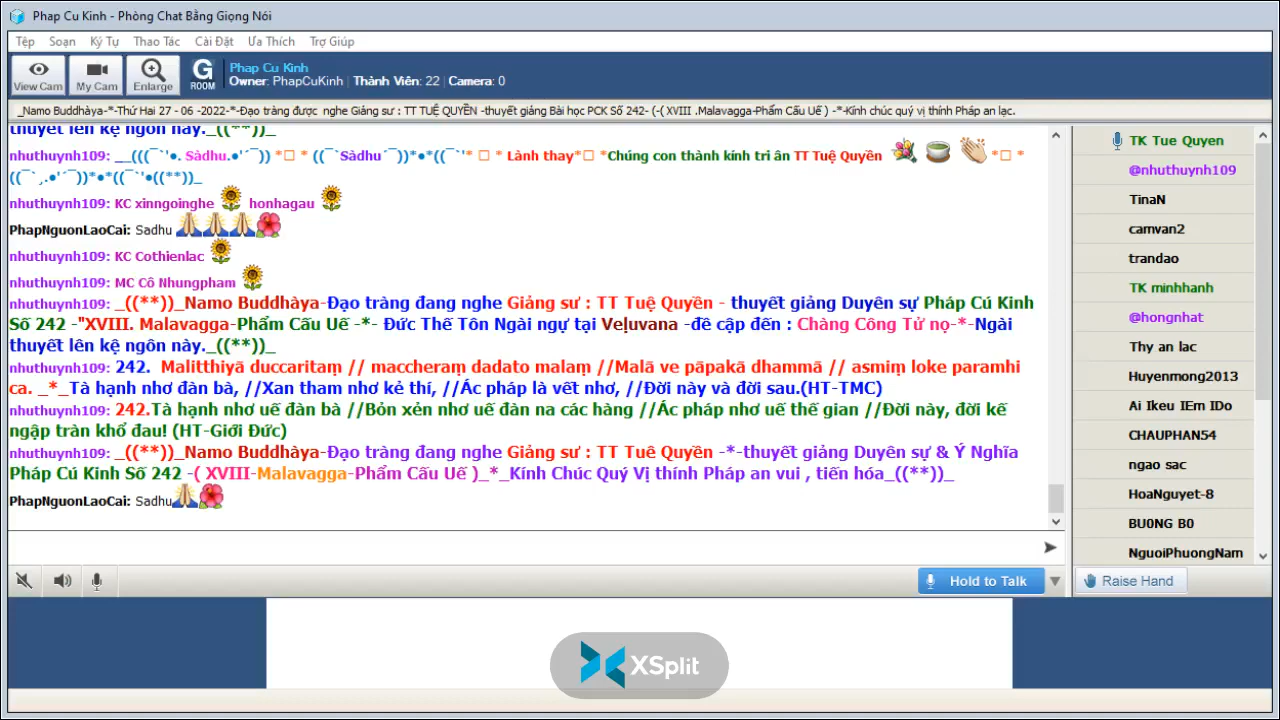 Phap Cu Kinh - Phòng Chat Bằng Giọng Nói
Tệp Soạn Ký Tự Thao Tác Cài Đặt Ưa Thích Trợ Giúp
View Cam My Cam Enlarge G ROOM
Phap Cu Kinh
Owner: PhapCuKinh | Thành Viên: 22 | Camera: 0
_Namo Buddhàya-*-Thứ Hai 27 - 06 -2022-*-Đạo tràng được nghe Giảng sư : TT TUỆ QUYỀN -thuyết giảng Bài học PCK Số 242- (-( XVIII .Malavagga-Phẩm Cấu Uế ) -*-Kính chúc quý vị thính Pháp an lạc.
thuyết lên kệ ngôn này._((**))_
nhuthuynh109: __(((¯`'•. Sàdhu.•'´¯)) *□ * ((¯`Sàdhu´¯))*•*((¯`'*□ * Lành thay*□ *Chúng con thành kính tri ân TT Tuệ Quyền *□ *
((¯`¸.•'´¯))*•*((¯`'•((**))_
nhuthuynh109: KC xinngoinghe honhagau
PhapNguonLaoCai: Sadhu
nhuthuynh109: KC Cothienlac
nhuthuynh109: MC Cô Nhungpham
nhuthuynh109: _((**))_Namo Buddhàya-Đạo tràng đang nghe Giảng sư : TT Tuệ Quyền - thuyết giảng Duyên sự Pháp Cú Kinh
Số 242 -"XVIII. Malavagga-Phẩm Cấu Uế -*- Đức Thế Tôn Ngài ngự tại Veḷuvana -đề cập đến : Chàng Công Tử nọ-*-Ngài
thuyết lên kệ ngôn này._((**))_
nhuthuynh109: 242. Malitthiyā duccaritaṃ // maccheraṃ dadato malaṃ //Malā ve pāpakā dhammā // asmiṃ loke paramhi
ca. _*_Tà hạnh nhơ đàn bà, //Xan tham nhơ kẻ thí, //Ác pháp là vết nhơ, //Đời này và đời sau.(HT-TMC)
nhuthuynh109: 242.Tà hạnh nhơ uế đàn bà //Bỏn xẻn nhơ uế đàn na các hàng //Ác pháp nhơ uế thế gian //Đời này, đời kế
ngập tràn khổ đau! (HT-Giới Đức)
nhuthuynh109: _((**))_Namo Buddhàya-Đạo tràng đang nghe Giảng sư : TT Tuệ Quyền -*-thuyết giảng Duyên sự & Ý Nghĩa
Pháp Cú Kinh Số 242 -( XVIII-Malavagga-Phẩm Cấu Uế )_*_Kính Chúc Quý Vị thính Pháp an vui , tiến hóa_((**))_
PhapNguonLaoCai: Sadhu
TK Tue Quyen
@nhuthuynh109
TinaN
camvan2
trandao
TK minhhanh
@hongnhat
Thy an lac
Huyenmong2013
Ai Ikeu IEm IDo
CHAUPHAN54
ngao sac
HoaNguyet-8
BU0NG B0
NguoiPhuongNam
Hold to Talk
Raise Hand
XSplit